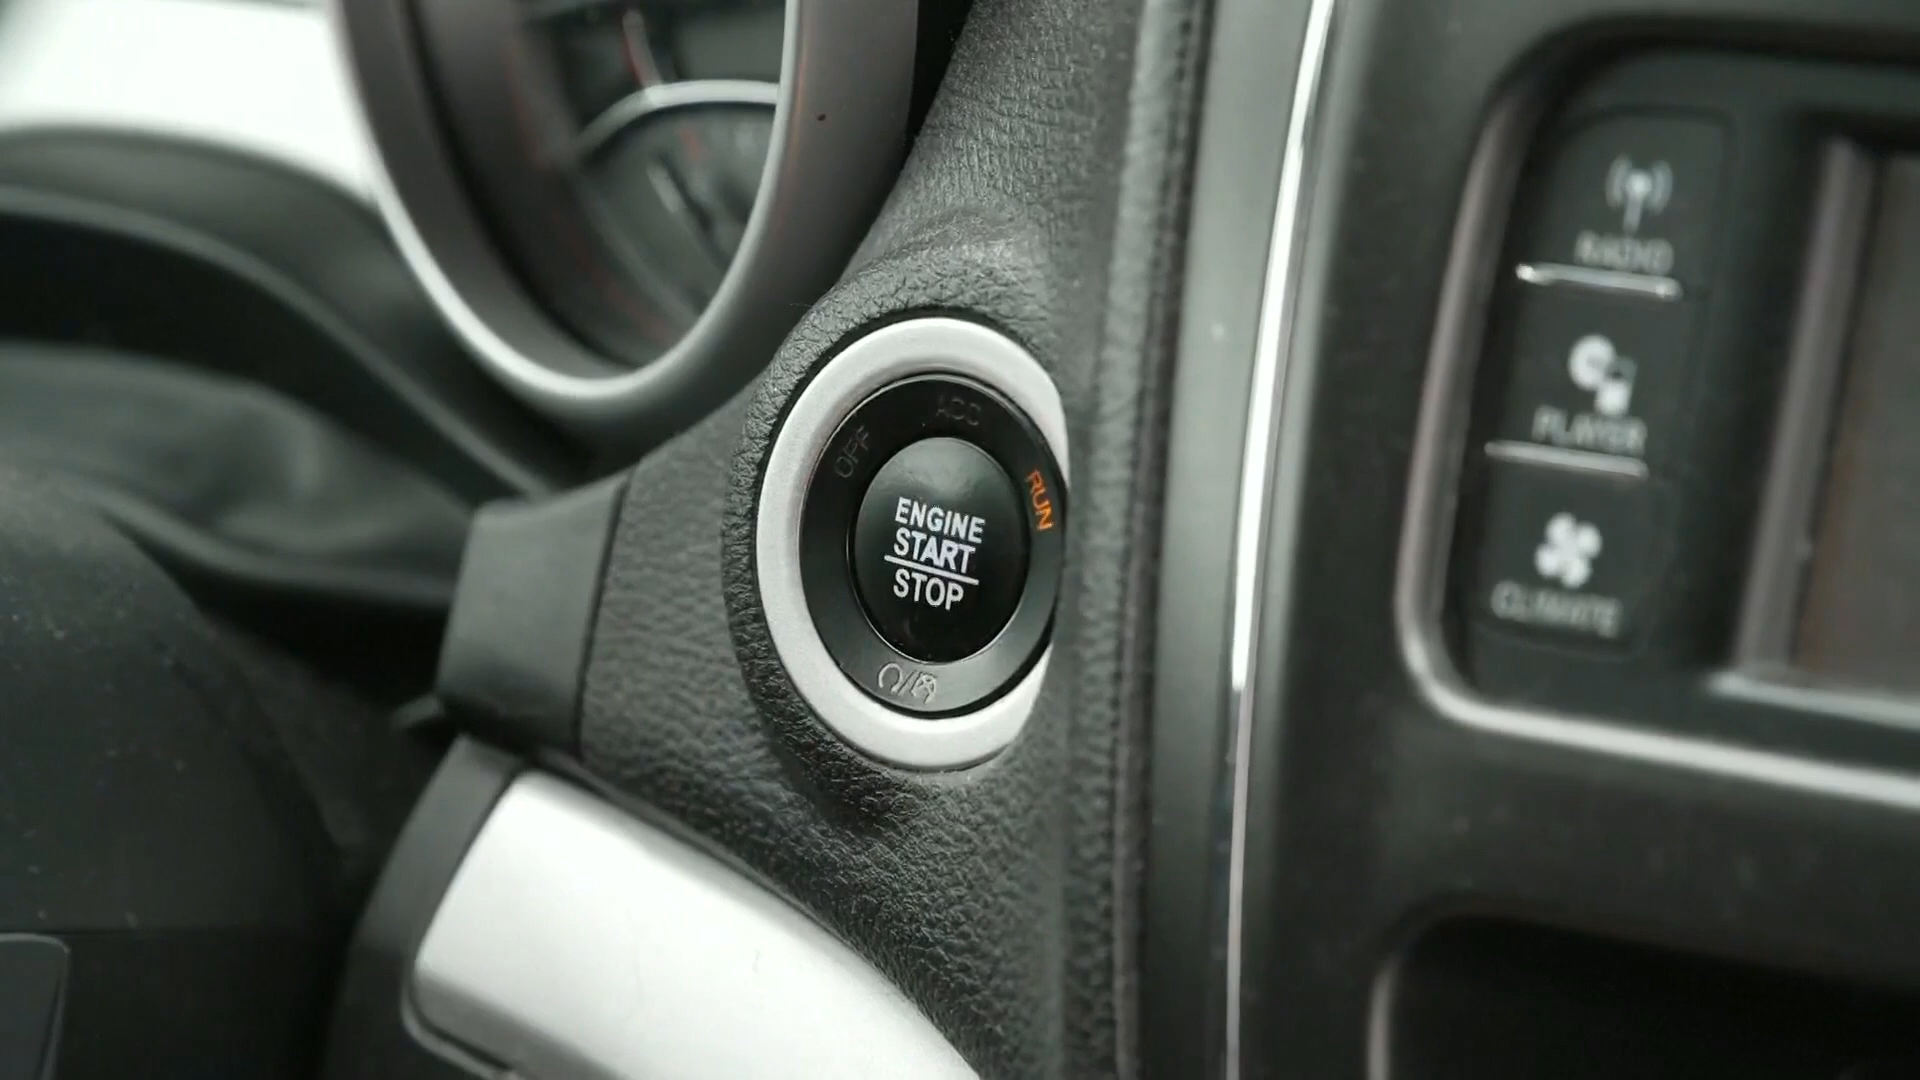 ACC
OFF
RUN
ENGINE
START
STOP
RADIO
PLAYER
CLIMATE